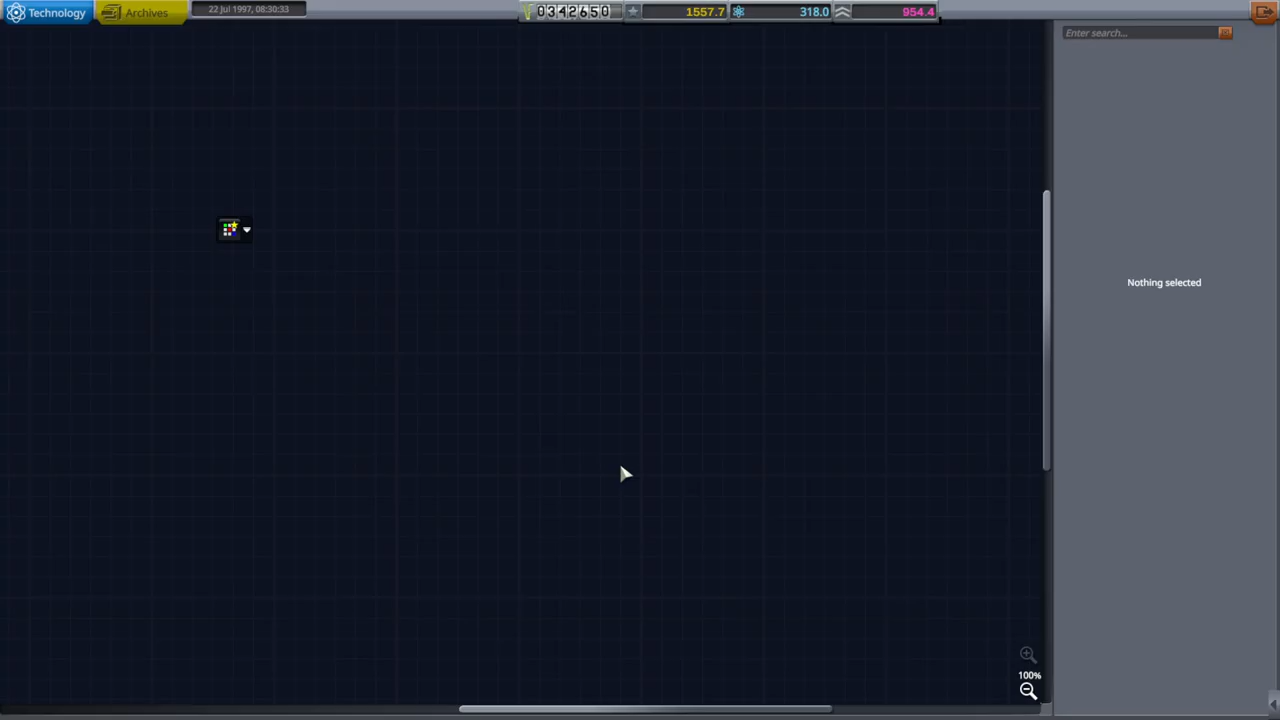 Technology
Archives
22 Jul 1997, 08:30:33
0342650
1557.7
318.0
954.4
Enter search...
Nothing selected
100%